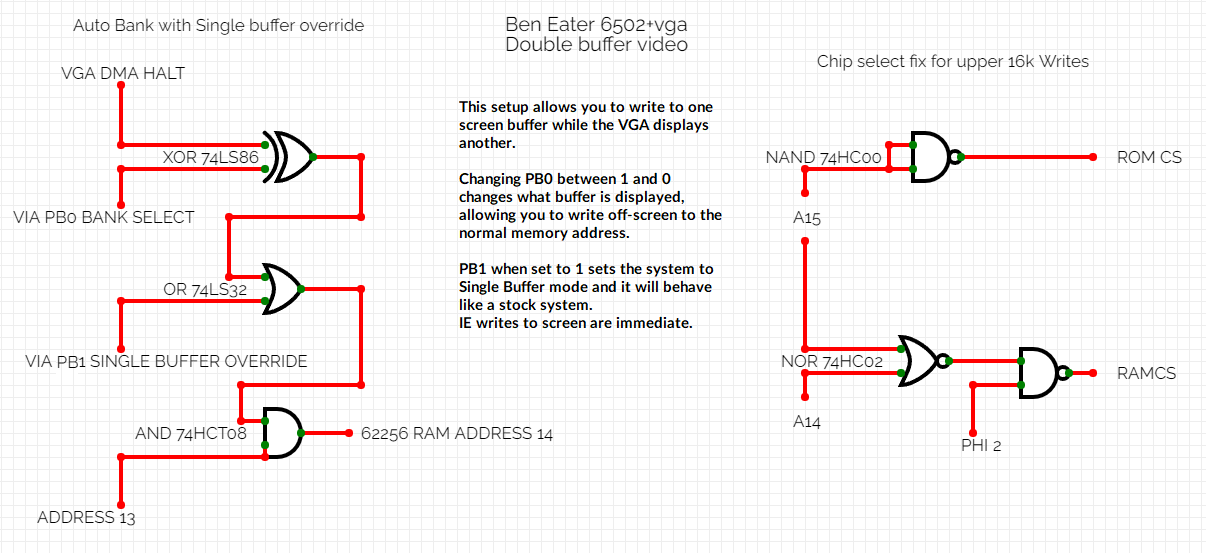 Auto Bank with Single buffer override
Ben Eater 6502+vga
Double buffer video
Chip select fix for upper 16k Writes
VGA DMA HALT
XOR 74LS86
VIA PB0 BANK SELECT
OR 74LS32
VIA PB1 SINGLE BUFFER OVERRIDE
AND 74HCT08
62256 RAM ADDRESS 14
ADDRESS 13
This setup allows you to write to one
screen buffer while the VGA displays
another.
Changing PB0 between 1 and 0
changes what buffer is displayed,
allowing you to write off-screen to the
normal memory address.
PB1 when set to 1 sets the system to
Single Buffer mode and it will behave
like a stock system.
IE writes to screen are immediate.
NAND 74HC00
ROM CS
A15
NOR 74HC02
RAMCS
A14
PHI 2